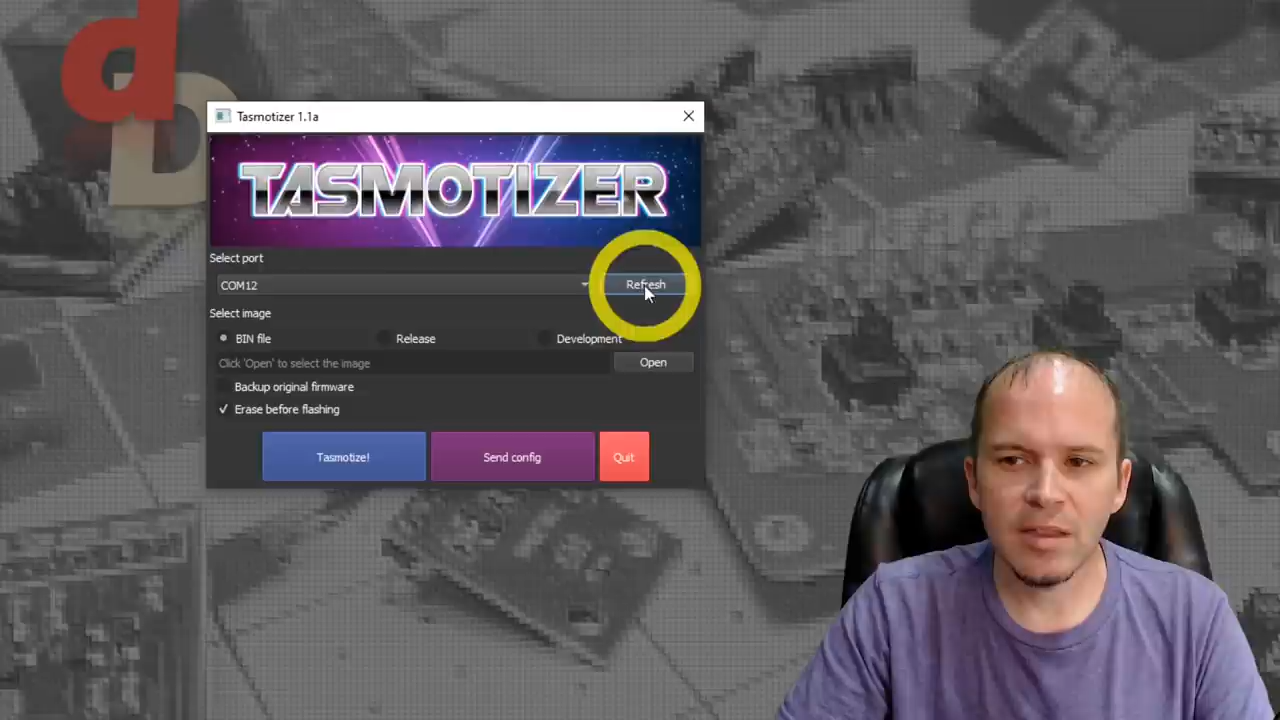 dD
Tasmotizer 1.1a
TASMOTIZER
Select port
COM12
Refresh
Select image
BIN file
Release
Development
Click 'Open' to select the image
Open
Backup original firmware
Erase before flashing
Tasmotize!
Send config
Quit